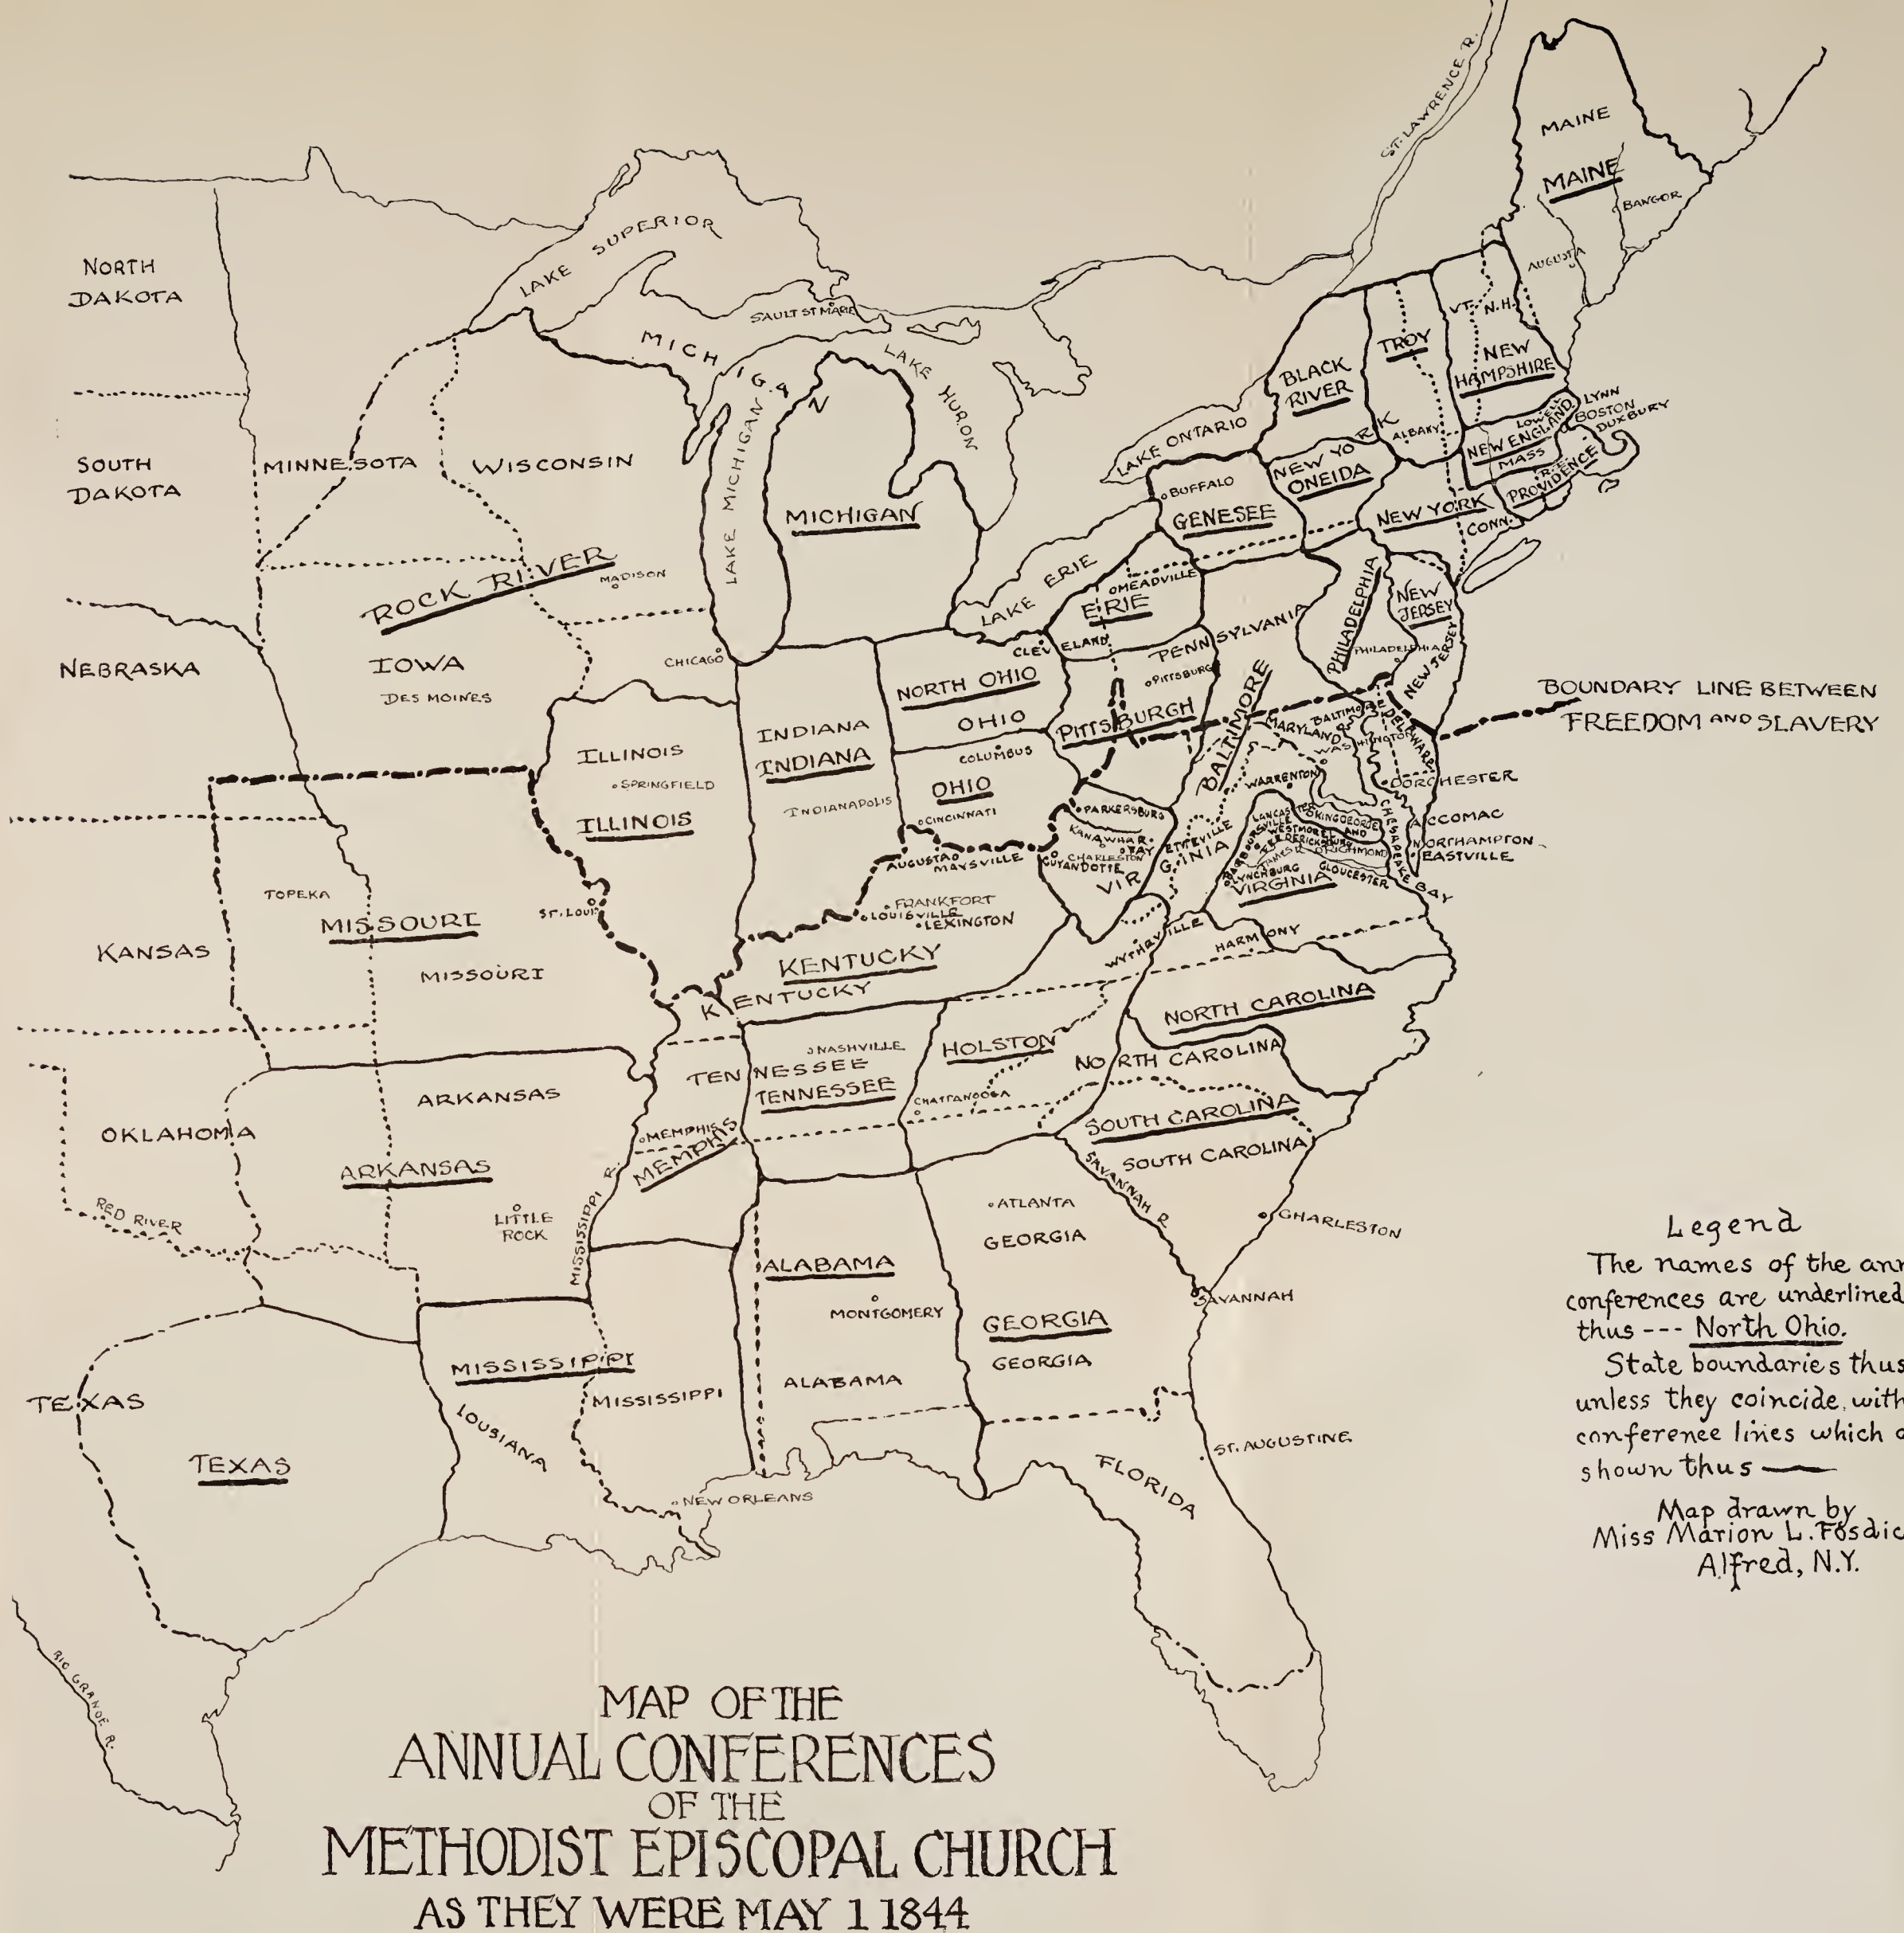 ST. LAWRENCE R.
MAINE
MAINE
BANGOR
AUGUSTA
NORTH
DAKOTA
LAKE SUPERIOR
SAULT ST MARIE
MICHIGAN
LAKE HURON
LAKE MICHIGAN
VT.
N.H.
TROY
NEW
HAMPSHIRE
BLACK
RIVER
LYNN
BOSTON
DUXBURY
LOWELL
NEW ENGLAND
MASS
R.I.
PROVIDENCE
ALBANY
LAKE ONTARIO
NEW YORK
ONEIDA
SOUTH
DAKOTA
MINNESOTA
WISCONSIN
MICHIGAN
BUFFALO
GENESEE
NEW YORK
CONN.
ROCK RIVER
MADISON
LAKE ERIE
MEADVILLE
ERIE
PHILADELPHIA
NEW
JERSEY
NEBRASKA
IOWA
DES MOINES
CHICAGO
CLEVELAND
PENNSYLVANIA
PITTSBURG
PHILADELPHIA
NEW JERSEY
NORTH OHIO
OHIO
COLUMBUS
PITTSBURGH
BALTIMORE
MARYLAND
BALTIMORE
DELAWARE
WASHINGTON
BOUNDARY LINE BETWEEN
FREEDOM AND SLAVERY
ILLINOIS
SPRINGFIELD
ILLINOIS
INDIANA
INDIANA
INDIANAPOLIS
OHIO
CINCINNATI
WARRENTON
DORCHESTER
PARKERSBURG
KANAWHA R.
CHARLESTON
GUYANDOTTE
LANCASTER
KINGGEORGE
WESTMORELAND
FREDERICKSBURG
BARBOURSVILLE
RICHMOND
JAMES R.
LYNCHBURG
GLOUCESTER
VIRGINIA
VIRGINIA
CHESAPEAKE BAY
ACCOMAC
NORTHAMPTON
EASTVILLE
AUGUSTA
MAYSVILLE
TOPEKA
MISSOURI
ST. LOUIS
FRANKFORT
LOUISVILLE
LEXINGTON
WYTHEVILLE
HARMONY
KANSAS
MISSOURI
KENTUCKY
KENTUCKY
NORTH CAROLINA
NASHVILLE
HOLSTON
NORTH CAROLINA
TENNESSEE
TENNESSEE
CHATTANOOGA
ARKANSAS
OKLAHOMA
MEMPHIS
MEMPHIS
SOUTH CAROLINA
SOUTH CAROLINA
SAVANNAH R.
ARKANSAS
RED RIVER
LITTLE
ROCK
MISSISSIPPI R.
ATLANTA
GEORGIA
CHARLESTON
ALABAMA
MONTGOMERY
SAVANNAH
GEORGIA
GEORGIA
MISSISSIPPI
MISSISSIPPI
ALABAMA
TEXAS
LOUSIANA
TEXAS
NEW ORLEANS
FLORIDA
ST. AUGUSTINE
RIO GRANDE R.
Legend
The names of the ann
conferences are underlined
thus --- North Ohio.
State boundaries thus
unless they coincide, with
conference lines which
shown thus ——
Map drawn by
Miss Marion L. Fosdic
Alfred, N.Y.
MAP OF THE
ANNUAL CONFERENCES
OF THE
METHODIST EPISCOPAL CHURCH
AS THEY WERE MAY 1 1844